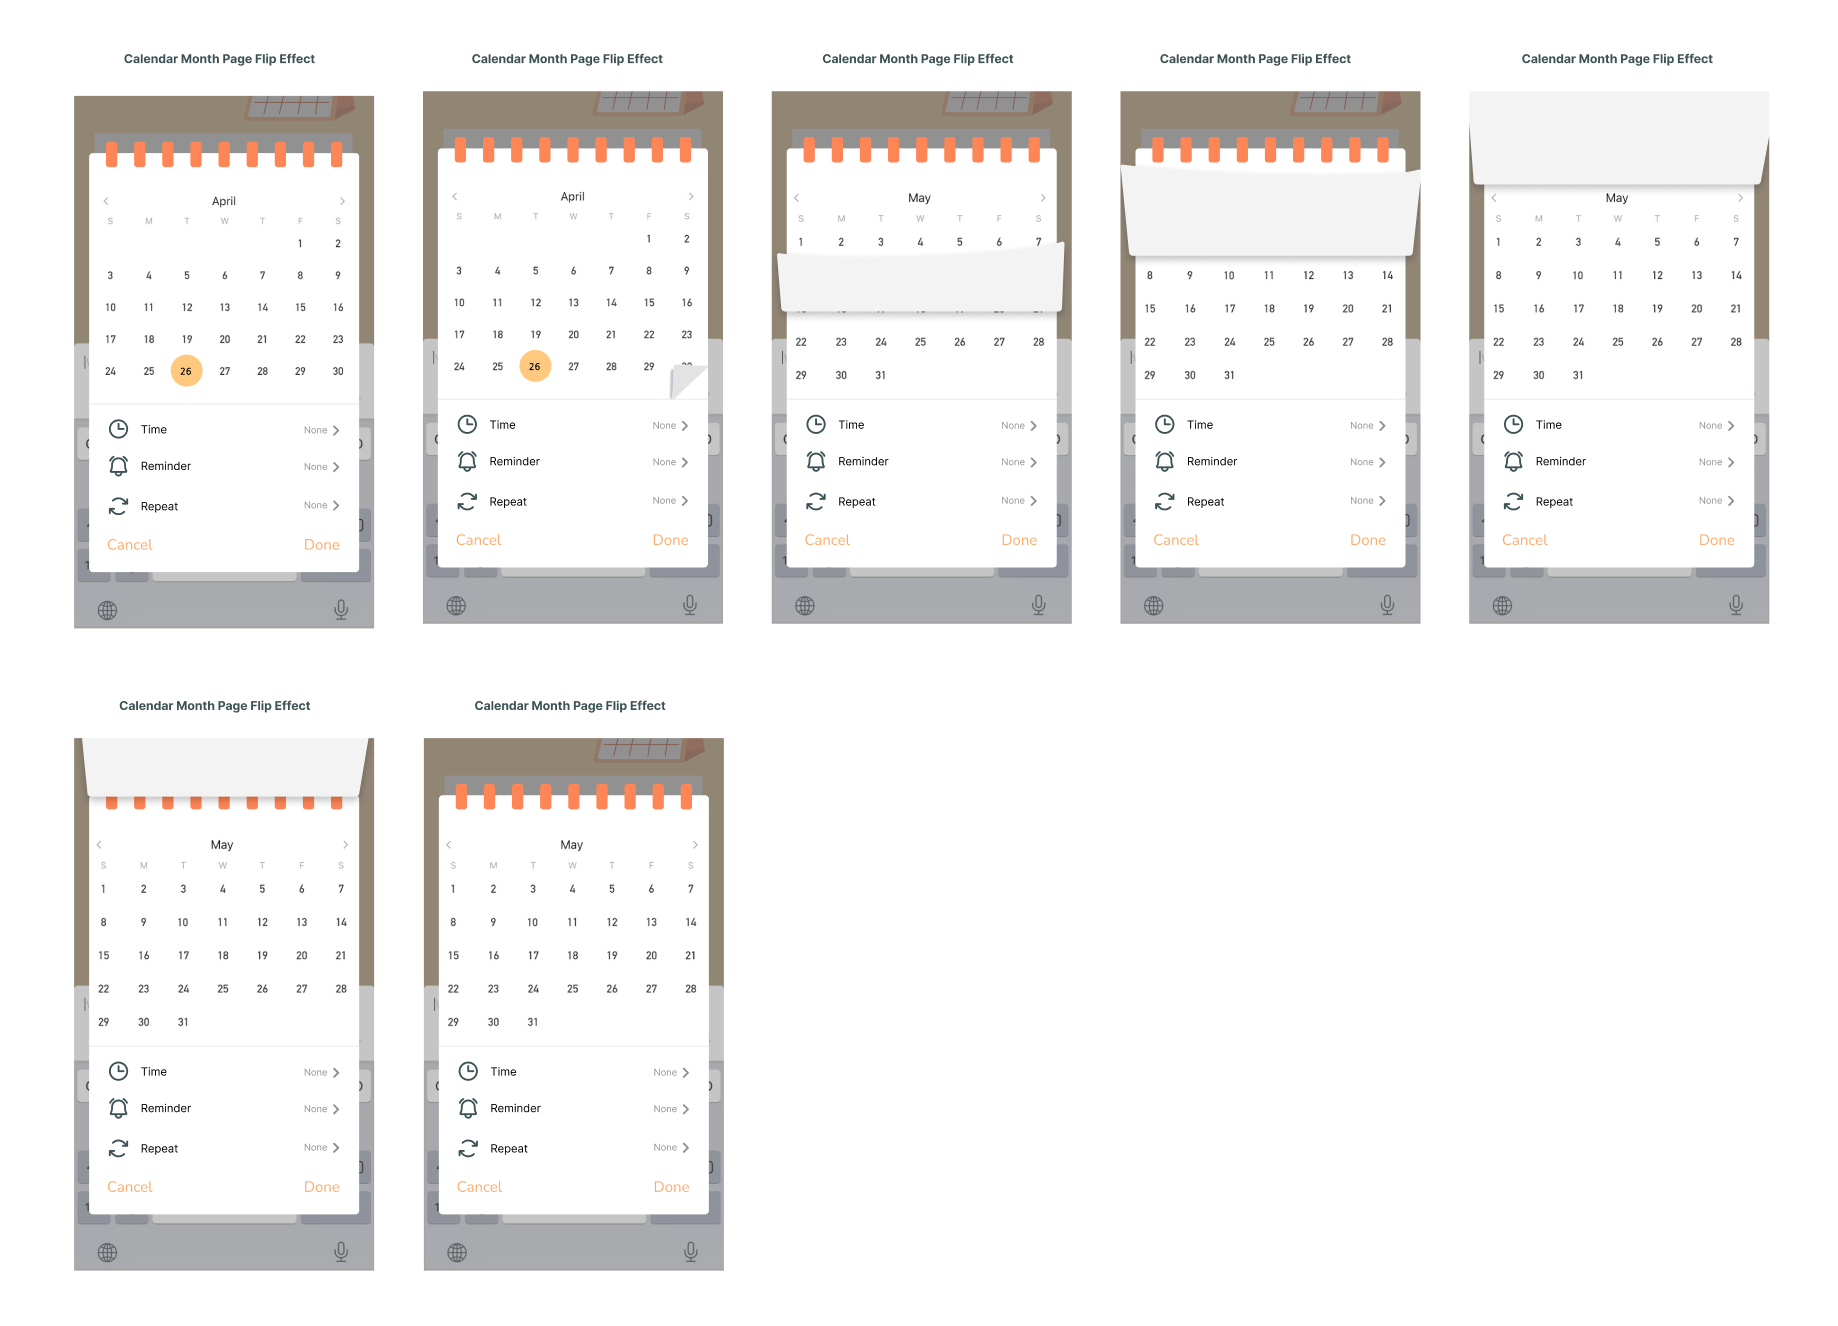 Calendar Month Page Flip Effect
April
S M T W T F S
1 2
3 4 5 6 7 8 9
10 11 12 13 14 15 16
17 18 19 20 21 22 23
24 25 26 27 28 29 30
Time None
Reminder None
Repeat None
Cancel Done
Calendar Month Page Flip Effect
April
S M T W T F S
1 2
3 4 5 6 7 8 9
10 11 12 13 14 15 16
17 18 19 20 21 22 23
24 25 26 27 28 29
Time None
Reminder None
Repeat None
Cancel Done
Calendar Month Page Flip Effect
May
S M T W T F S
1 2 3 4 5 6 7
22 23 24 25 26 27 28
29 30 31
Time None
Reminder None
Repeat None
Cancel Done
Calendar Month Page Flip Effect
8 9 10 11 12 13 14
15 16 17 18 19 20 21
22 23 24 25 26 27 28
29 30 31
Time None
Reminder None
Repeat None
Cancel Done
Calendar Month Page Flip Effect
May
S M T W T F S
1 2 3 4 5 6 7
8 9 10 11 12 13 14
15 16 17 18 19 20 21
22 23 24 25 26 27 28
29 30 31
Time None
Reminder None
Repeat None
Cancel Done
Calendar Month Page Flip Effect
May
S M T W T F S
1 2 3 4 5 6 7
8 9 10 11 12 13 14
15 16 17 18 19 20 21
22 23 24 25 26 27 28
29 30 31
Time None
Reminder None
Repeat None
Cancel Done
Calendar Month Page Flip Effect
May
S M T W T F S
1 2 3 4 5 6 7
8 9 10 11 12 13 14
15 16 17 18 19 20 21
22 23 24 25 26 27 28
29 30 31
Time None
Reminder None
Repeat None
Cancel Done